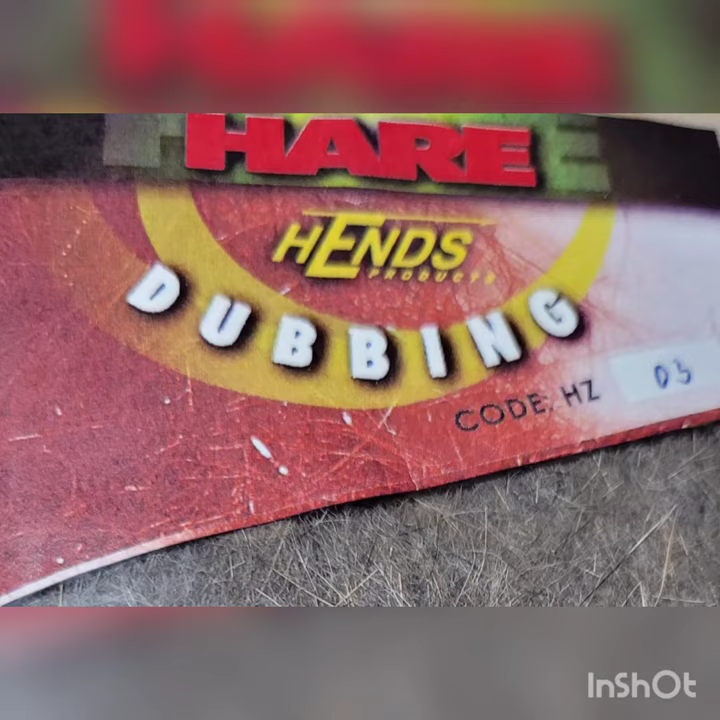 HARE
HENDS
PRODUCTS
DUBBING
CODE: HZ 03
InShOt